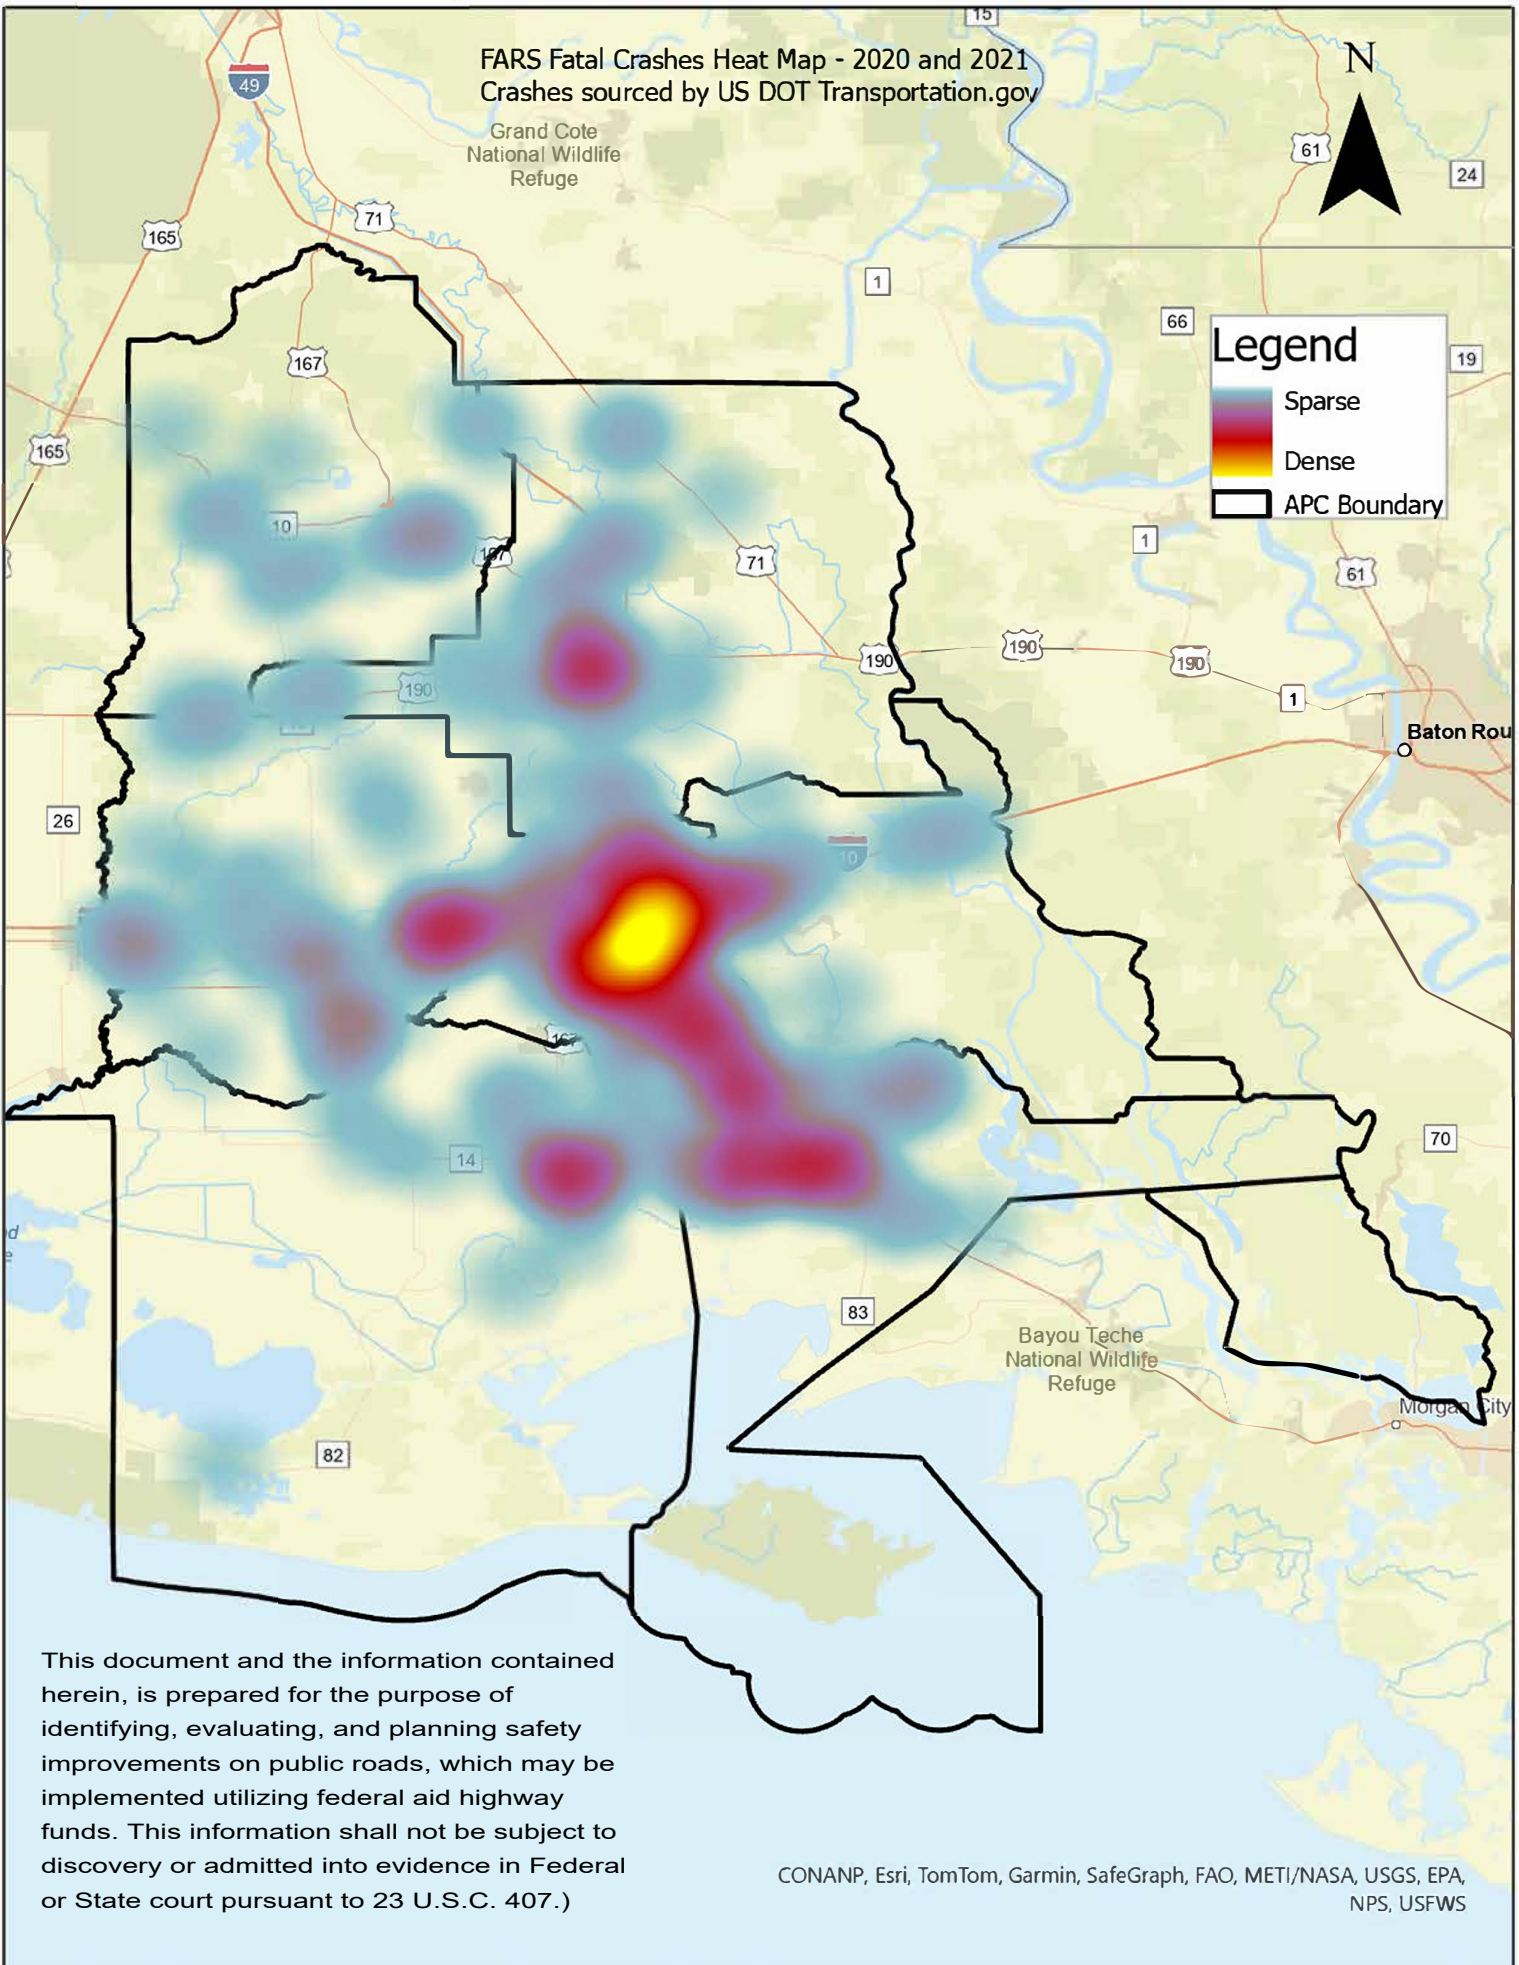 15
FARS Fatal Crashes Heat Map - 2020 and 2021
Crashes sourced by US DOT Transportation.gov
N
49
Grand Cote
National Wildlife
Refuge
61
24
71
165
1
66
Legend
Sparse
Dense
APC Boundary
19
167
165
10
167
71
1
61
190
190
190
190
1
Baton Rou
26
10
167
14
70
83
Bayou Teche
National Wildlife
Refuge
Morgan City
82
This document and the information contained
herein, is prepared for the purpose of
identifying, evaluating, and planning safety
improvements on public roads, which may be
implemented utilizing federal aid highway
funds. This information shall not be subject to
discovery or admitted into evidence in Federal
or State court pursuant to 23 U.S.C. 407.)
CONANP, Esri, TomTom, Garmin, SafeGraph, FAO, METI/NASA, USGS, EPA,
NPS, USFWS